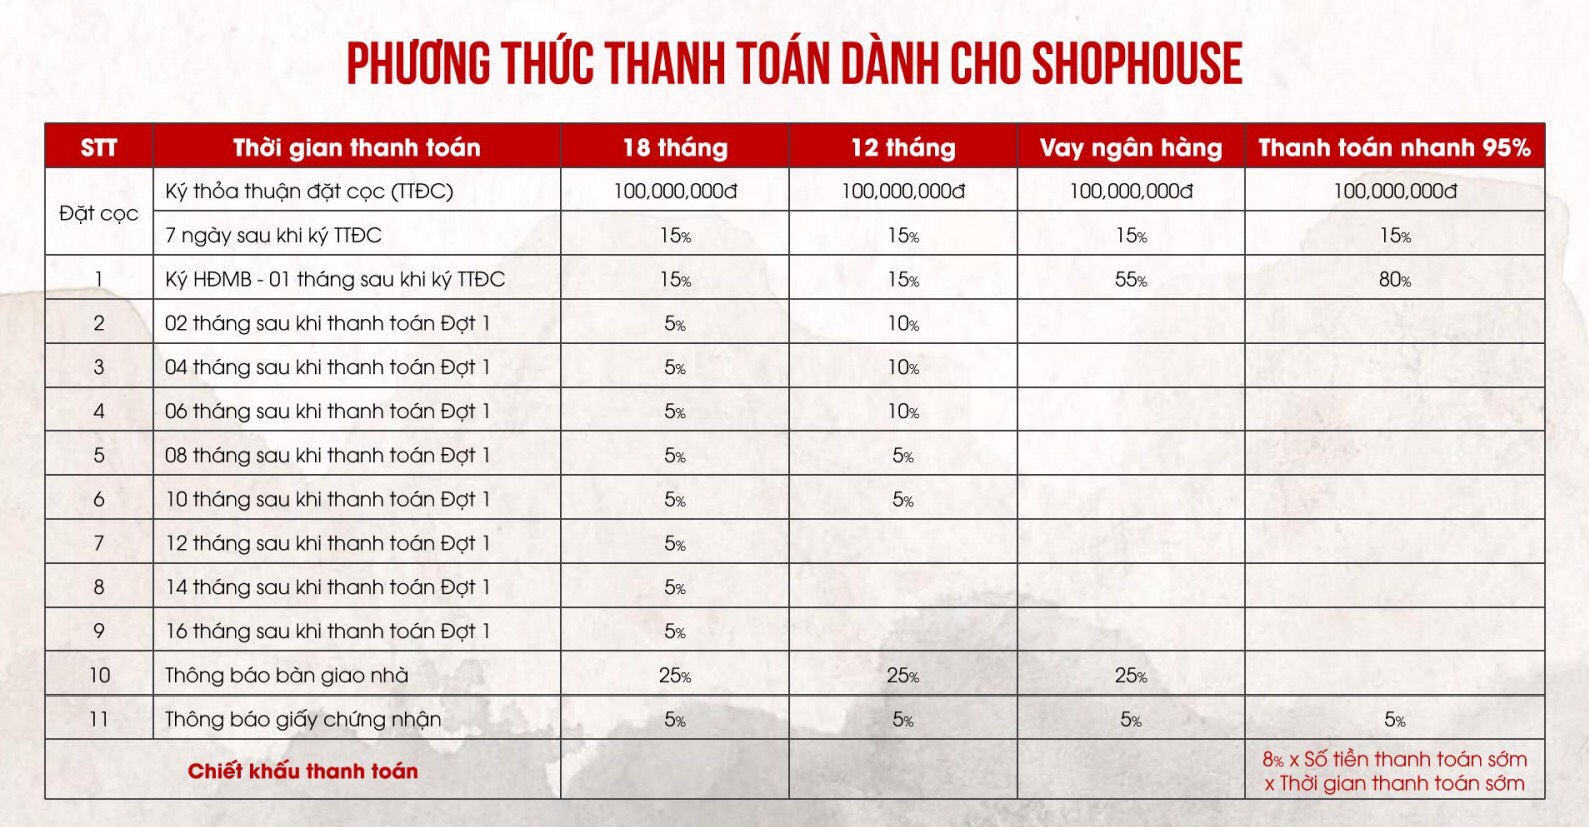 PHƯƠNG THỨC THANH TOÁN DÀNH CHO SHOPHOUSE
STT Thời gian thanh toán 18 tháng 12 tháng Vay ngân hàng Thanh toán nhanh 95%
Đặt cọc Ký thỏa thuận đặt cọc (TTĐC) 100,000,000đ 100,000,000đ 100,000,000đ 100,000,000đ
7 ngày sau khi ký TTĐC 15% 15% 15% 15%
1 Ký HĐMB - 01 tháng sau khi ký TTĐC 15% 15% 55% 80%
2 02 tháng sau khi thanh toán Đợt 1 5% 10%
3 04 tháng sau khi thanh toán Đợt 1 5% 10%
4 06 tháng sau khi thanh toán Đợt 1 5% 10%
5 08 tháng sau khi thanh toán Đợt 1 5% 5%
6 10 tháng sau khi thanh toán Đợt 1 5% 5%
7 12 tháng sau khi thanh toán Đợt 1 5%
8 14 tháng sau khi thanh toán Đợt 1 5%
9 16 tháng sau khi thanh toán Đợt 1 5%
10 Thông báo bàn giao nhà 25% 25% 25%
11 Thông báo giấy chứng nhận 5% 5% 5% 5%
Chiết khấu thanh toán 8% x Số tiền thanh toán sớm
x Thời gian thanh toán sớm